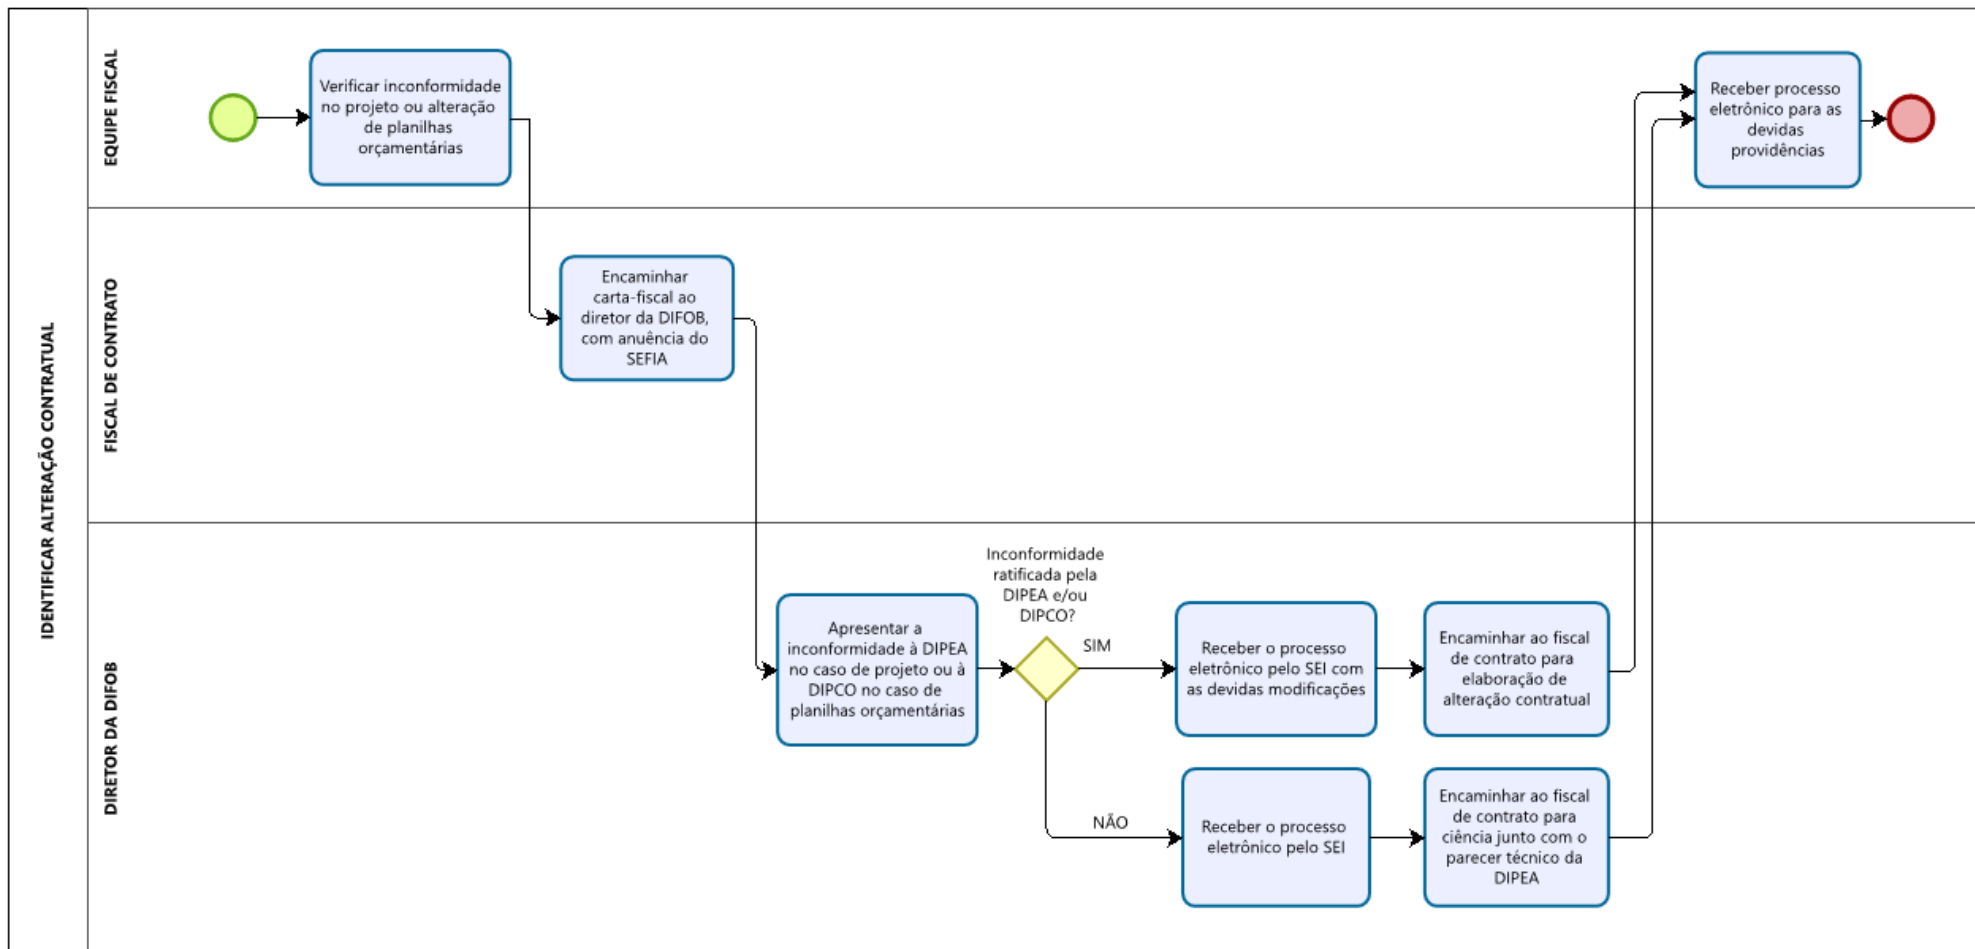 IDENTIFICAR ALTERAÇÃO CONTRATUAL
EQUIPE FISCAL
Verificar inconformidade
no projeto ou alteração
de planilhas
orçamentárias
Receber processo
eletrônico para as
devidas
providências
FISCAL DE CONTRATO
Encaminhar
carta-fiscal ao
diretor da DIFOB,
com anuência do
SEFIA
DIRETOR DA DIFOB
Apresentar a
inconformidade à DIPEA
no caso de projeto ou à
DIPCO no caso de
planilhas orçamentárias
Inconformidade
ratificada pela
DIPEA e/ou
DIPCO?
SIM
Receber o processo
eletrônico pelo SEI com
as devidas modificações
Encaminhar ao fiscal
de contrato para
elaboração de
alteração contratual
NÃO
Receber o processo
eletrônico pelo SEI
Encaminhar ao fiscal
de contrato para
ciência junto com o
parecer técnico da
DIPEA